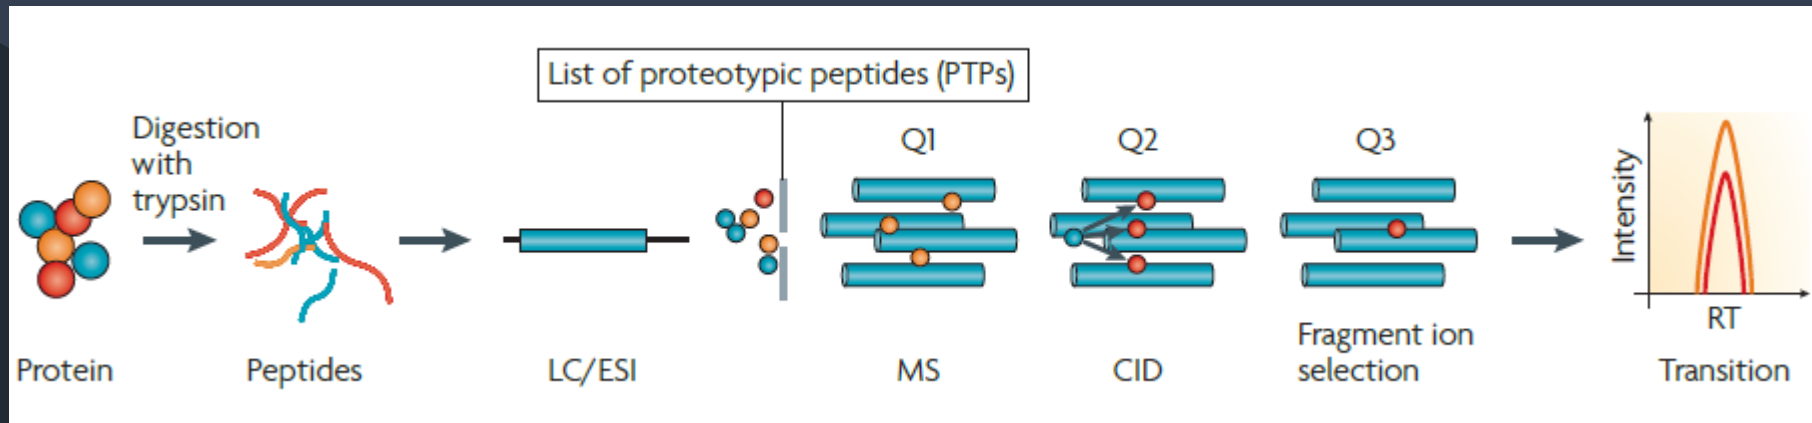 List of proteotypic peptides (PTPs)
Digestion
with
trypsin
Q1
Q2
Q3
Intensity
RT
Protein
Peptides
LC/ESI
MS
CID
Fragment ion
selection
Transition